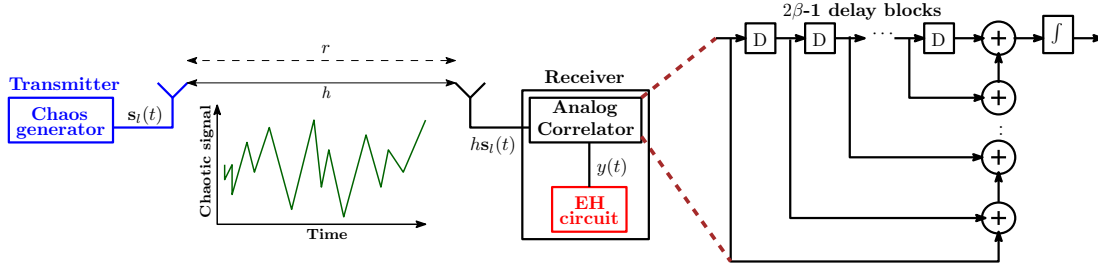 2β-1 delay blocks
r
D
D
...
D
+
∫
Transmitter
h
Receiver
Chaos
generator
s_l(t)
Analog
Correlator
+
hs_l(t)
...
+
Chaotic signal
y(t)
EH
circuit
+
Time
+